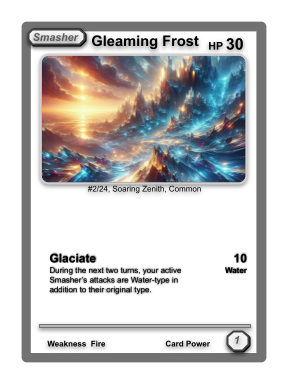 Smasher Gleaming Frost HP 30
#2/24, Soaring Zenith, Common
Glaciate 10
During the next two turns, your active Water
Smasher's attacks are Water-type in
addition to their original type.
Weakness Fire Card Power 1